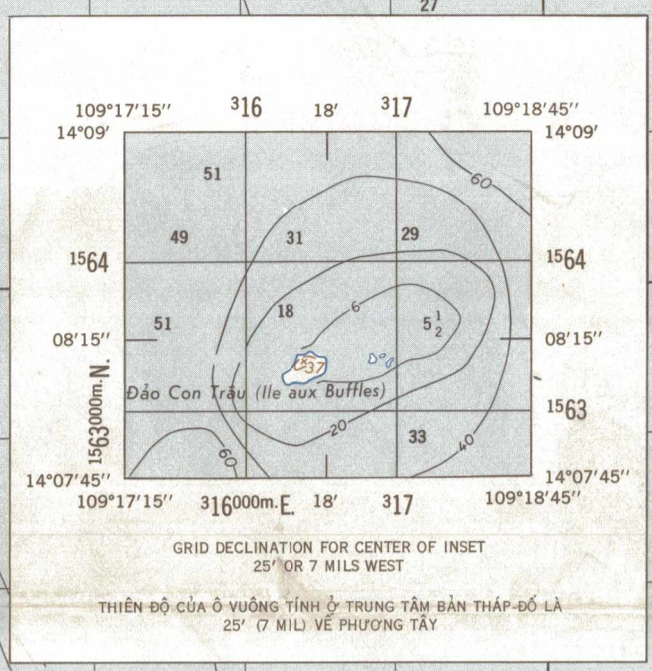 27
109°17'15'' 316 18' 317 109°18'45''
14°09' 14°09'
51 60
49 31 29
1564 1564
18 6
51 5 1/2
08'15'' 08'15''
37
Đảo Con Trâu (Ile aux Buffles)
1563000m. N. 1563
20 33 40
60
14°07'45'' 14°07'45''
109°17'15'' 316000m. E. 18' 317 109°18'45''
GRID DECLINATION FOR CENTER OF INSET
25' OR 7 MILS WEST
THIÊN ĐỘ CỦA Ô VUÔNG TÍNH Ở TRUNG TÂM BẢN THÁP-ĐỒ LÀ
25' (7 MIL) VỀ PHƯƠNG TÂY